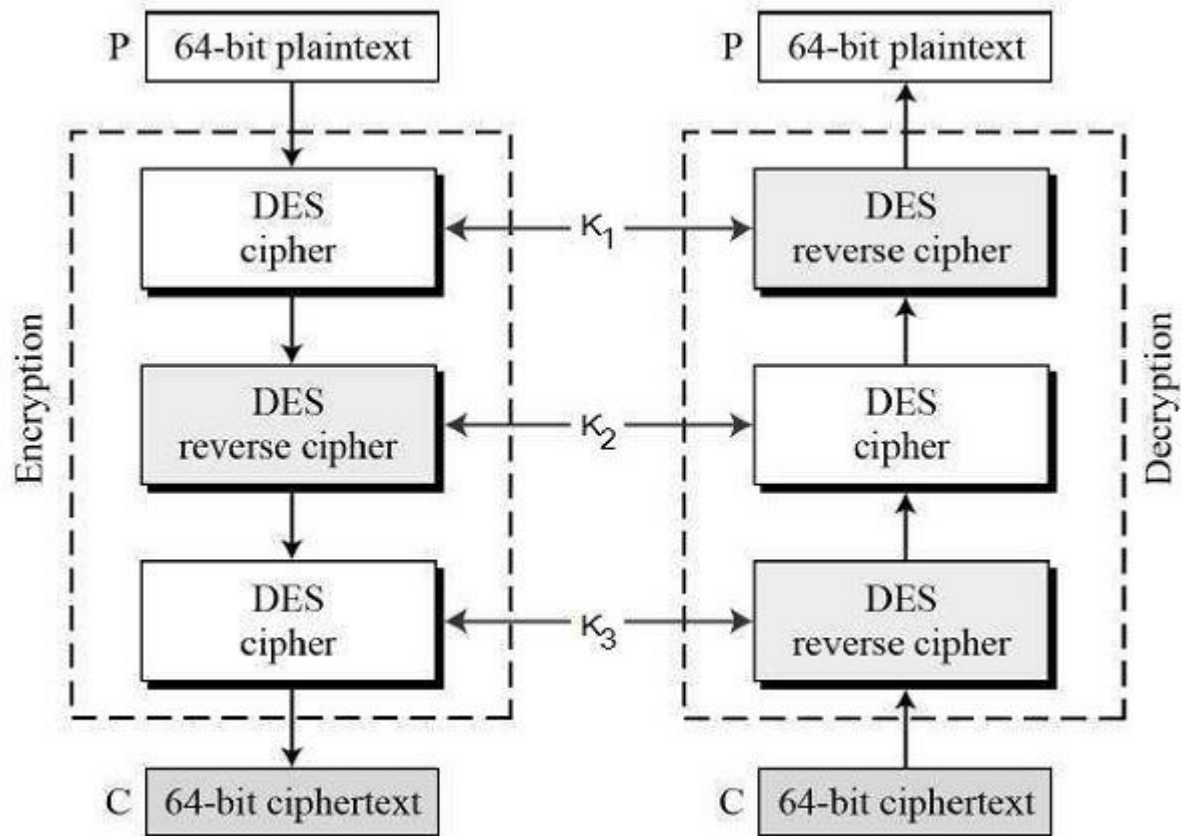 P 64-bit plaintext
Encryption
DES
cipher
DES
reverse cipher
DES
cipher
C 64-bit ciphertext
K1
K2
K3
P 64-bit plaintext
DES
reverse cipher
DES
cipher
DES
reverse cipher
Decryption
C 64-bit ciphertext